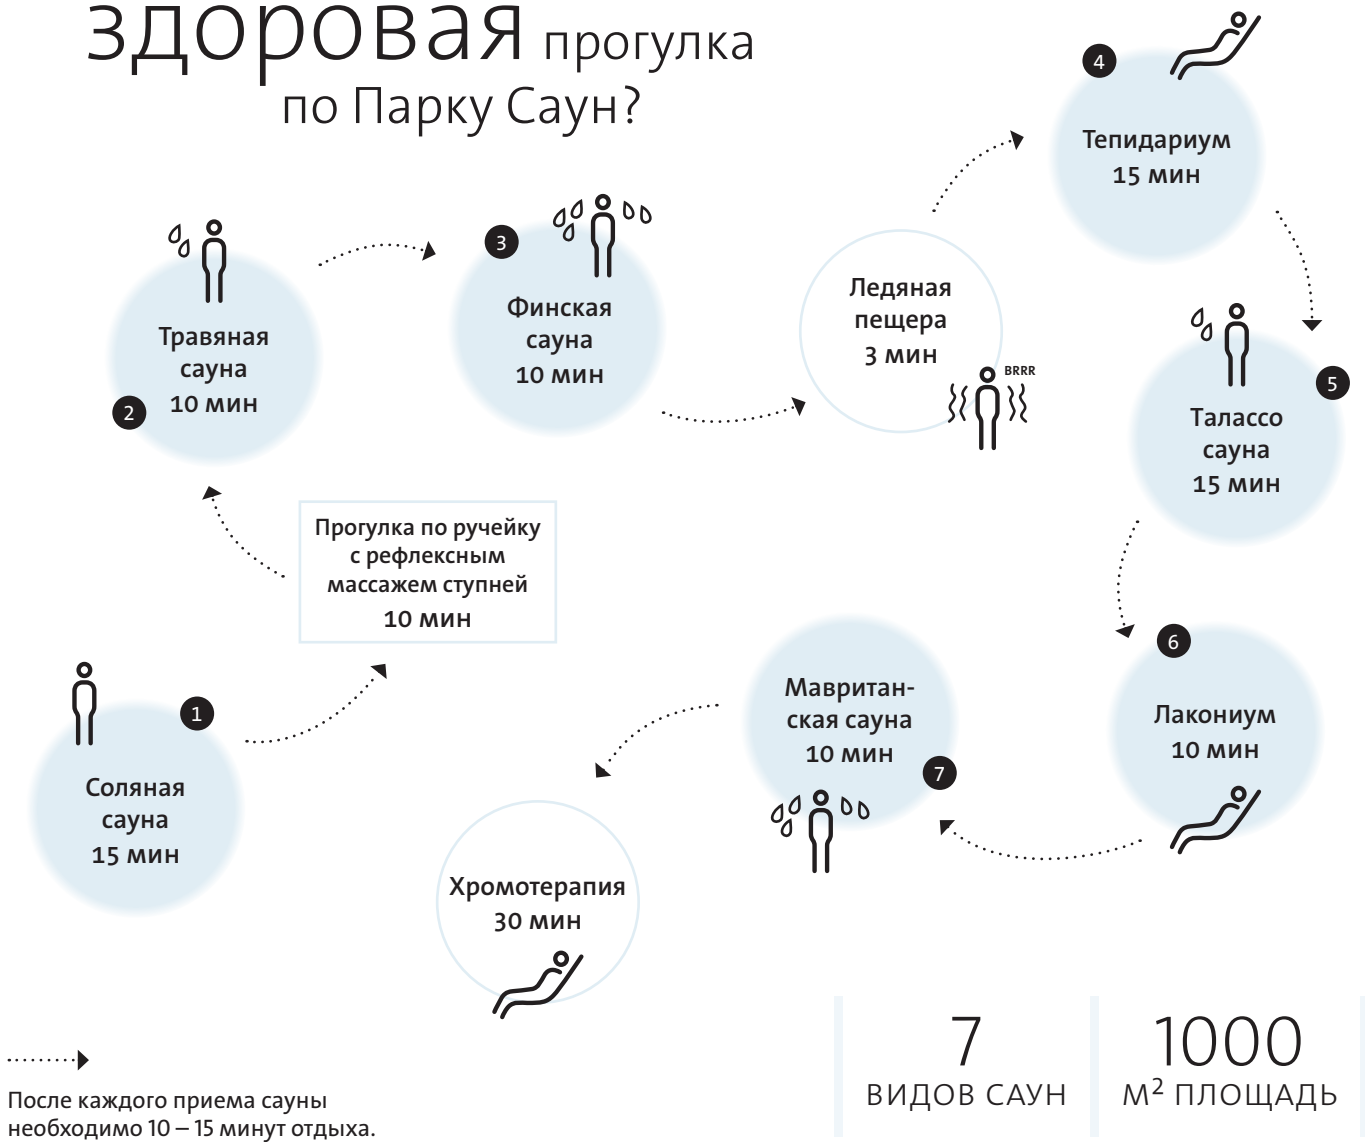 здоровая прогулка
по Парку Саун?
1
Соляная
сауна
15 мин
Прогулка по ручейку
с рефлексным
массажем ступней
10 мин
2
Травяная
сауна
10 мин
3
Финская
сауна
10 мин
Ледяная
пещера
3 мин
BRRR
4
Тепидариум
15 мин
5
Талассо
сауна
15 мин
6
Лакониум
10 мин
7
Мавритан-
ская сауна
10 мин
Хромотерапия
30 мин
После каждого приема сауны
необходимо 10 – 15 минут отдыха.
7
ВИДОВ САУН
1000
М² ПЛОЩАДЬ